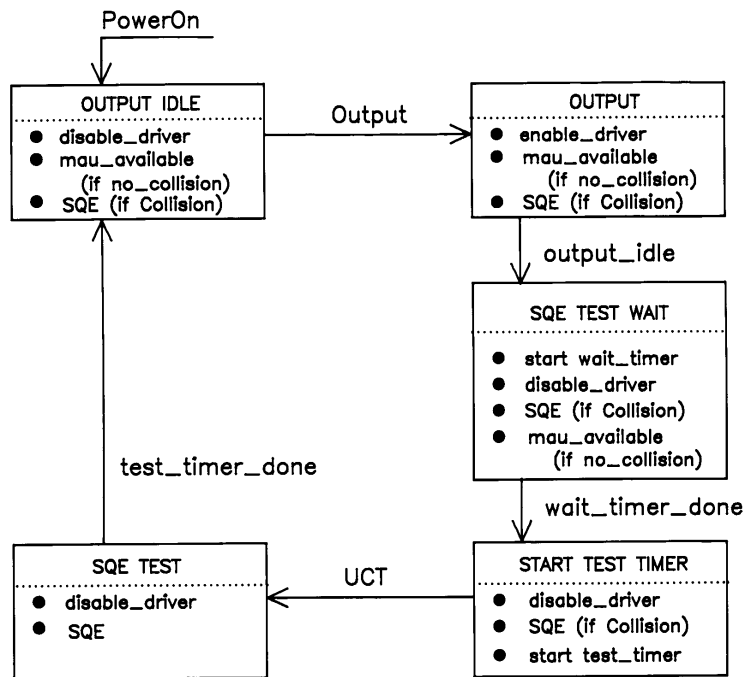 PowerOn
OUTPUT IDLE
● disable_driver
● mau_available
(if no_collision)
● SQE (if Collision)
Output
OUTPUT
● enable_driver
● mau_available
(if no_collision)
● SQE (if Collision)
output_idle
SQE TEST WAIT
● start wait_timer
● disable_driver
● SQE (if Collision)
● mau_available
(if no_collision)
wait_timer_done
START TEST TIMER
● disable_driver
● SQE (if Collision)
● start test_timer
UCT
SQE TEST
● disable_driver
● SQE
test_timer_done